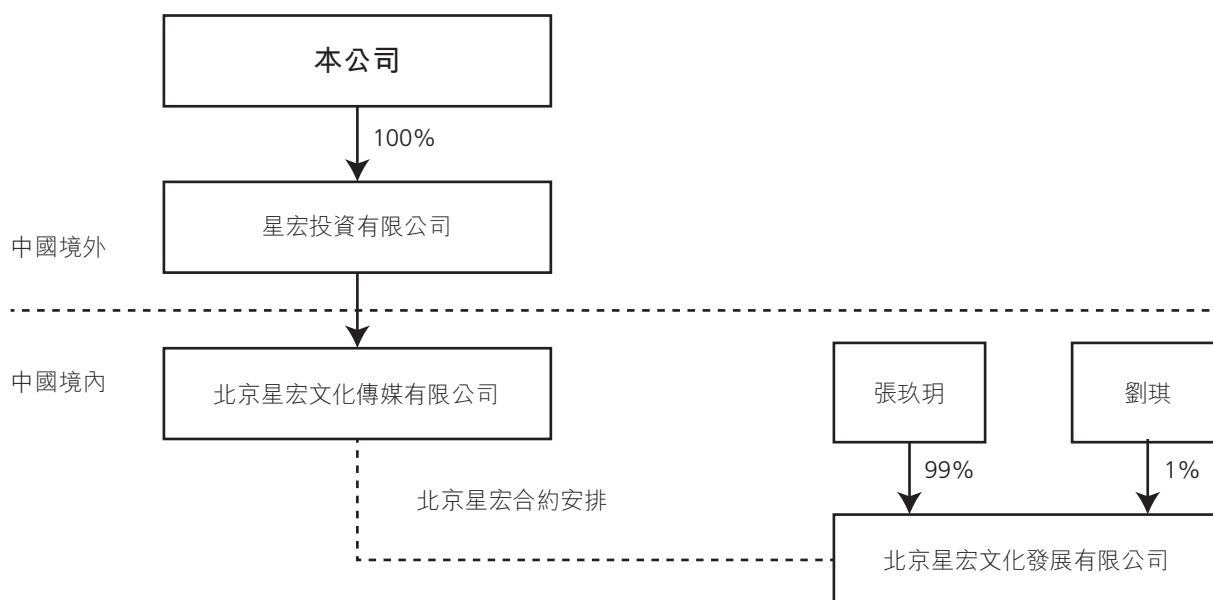 本公司
100%
星宏投資有限公司
中國境外
中國境內
北京星宏文化傳媒有限公司
張玖玥
劉琪
99%
1%
北京星宏合約安排
北京星宏文化發展有限公司